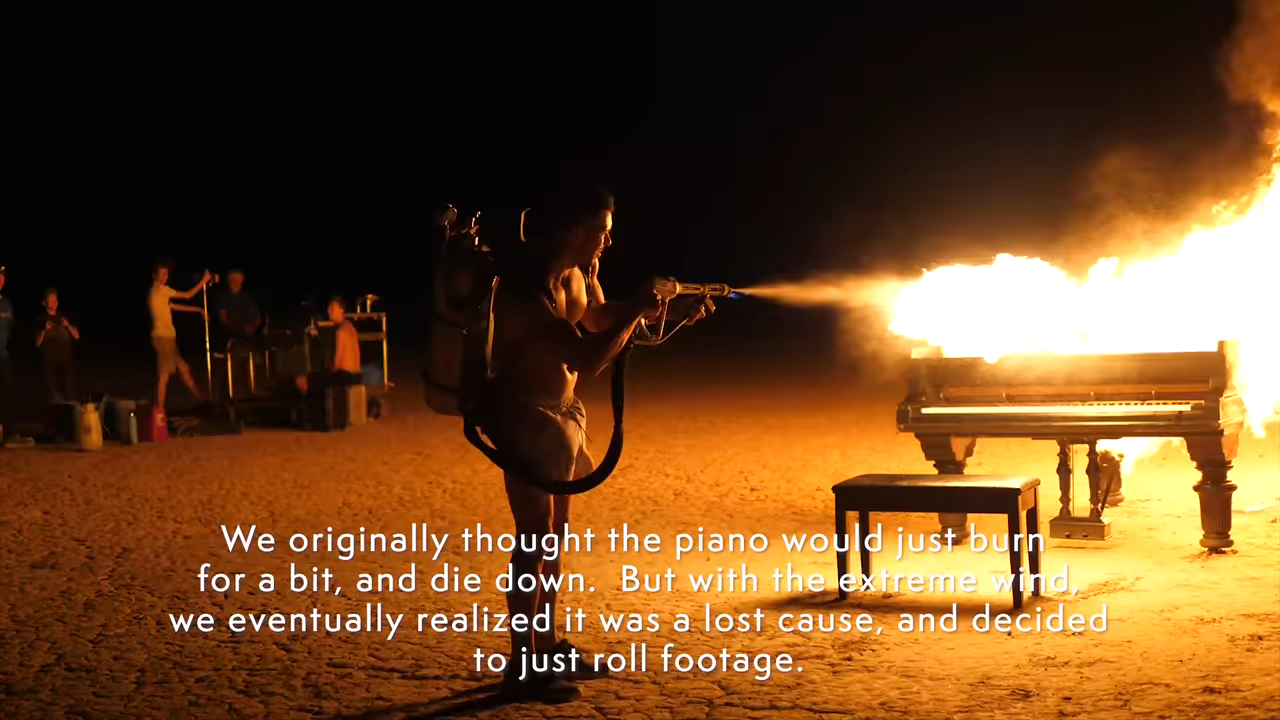 We originally thought the piano would just burn
for a bit, and die down.  But with the extreme wind,
we eventually realized it was a lost cause, and decided
to just roll footage.